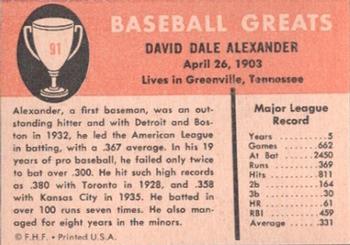 91
BASEBALL GREATS
DAVID DALE ALEXANDER
April 26, 1903
Lives in Greenville, Tennessee
Alexander, a first baseman, was an out-
standing hitter and with Detroit and Bos-
ton in 1932, he led the American League
in batting, with a .367 average. In his 19
years of pro baseball, he failed only twice
to bat over .300. He hit such high records
as .380 with Toronto in 1928, and .358
with Kansas City in 1935. He batted in
over 100 runs seven times. He also man-
aged for eight years in the minors.
© F.H.F. • Printed U.S.A.
Major League
Record
Years - - - - - 5
Games - - - - 662
At Bat - - - 2450
Runs - - - - - 369
Hits - - - - - 811
2b - - - - - - 164
3b - - - - - - 30
HR - - - - - - 61
RBI - - - - - 459
Average - - .331